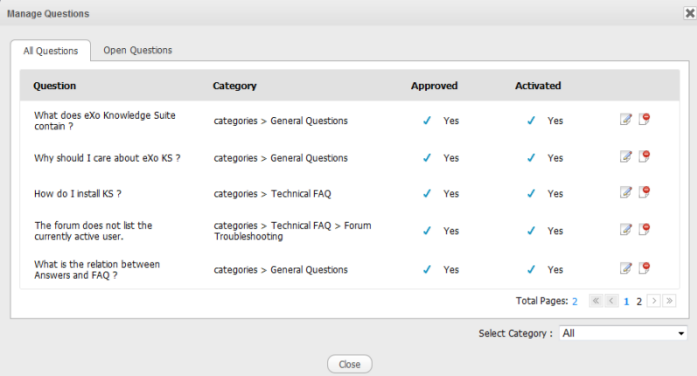 Manage Questions
All Questions Open Questions
Question Category Approved Activated
What does eXo Knowledge Suite
contain ?
categories > General Questions Yes Yes
Why should I care about eXo KS ? categories > General Questions Yes Yes
How do I install KS ? categories > Technical FAQ Yes Yes
The forum does not list the
currently active user.
categories > Technical FAQ > Forum
Troubleshooting
Yes Yes
What is the relation between
Answers and FAQ ?
categories > General Questions Yes Yes
Total Pages: 2 « < 1 2 > »
Select Category : All
Close